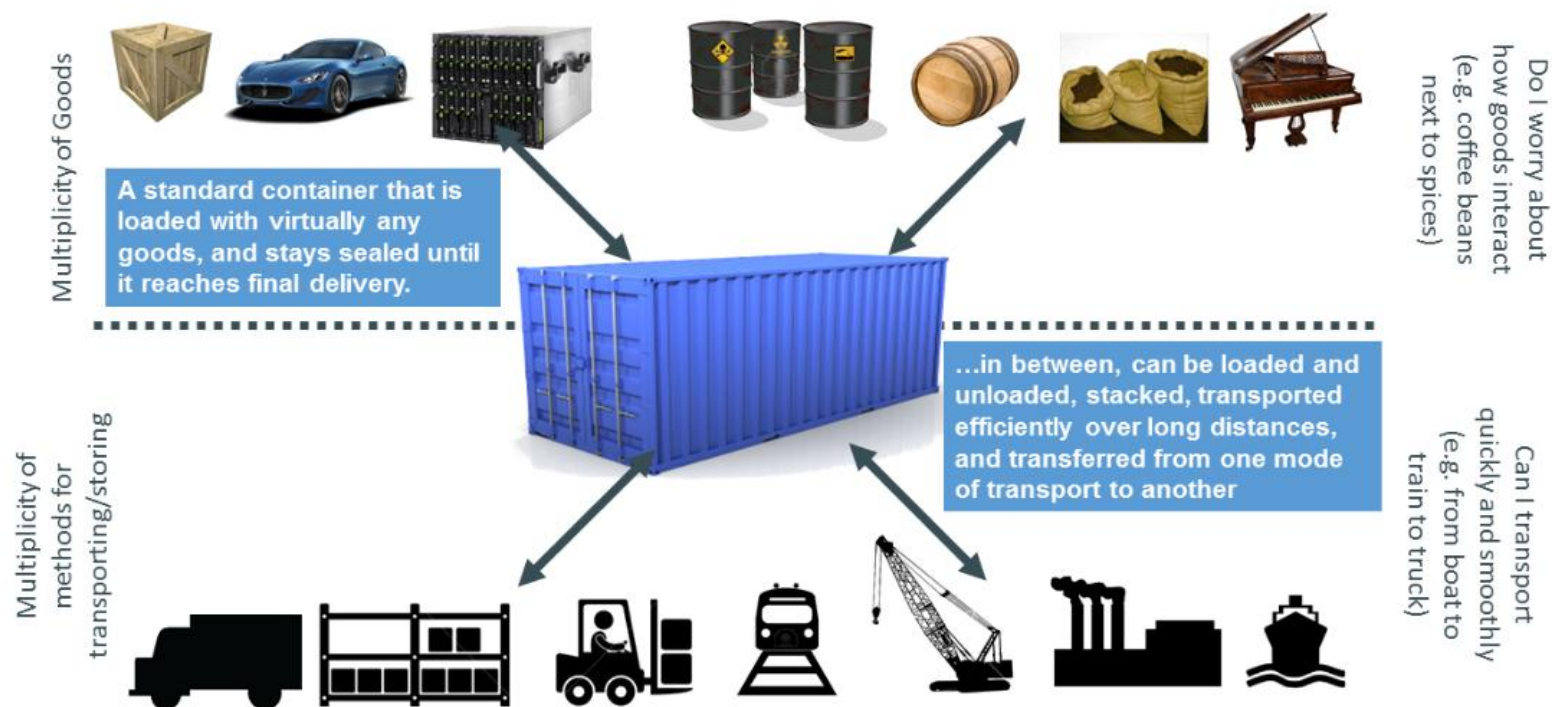 Multiplicity of Goods
Do I worry about
how goods interact
(e.g. coffee beans
next to spices)
A standard container that is
loaded with virtually any
goods, and stays sealed until
it reaches final delivery.
…in between, can be loaded and
unloaded, stacked, transported
efficiently over long distances,
and transferred from one mode
of transport to another
Multiplicity of
methods for
transporting/storing
Can I transport
quickly and smoothly
(e.g. from boat to
train to truck)